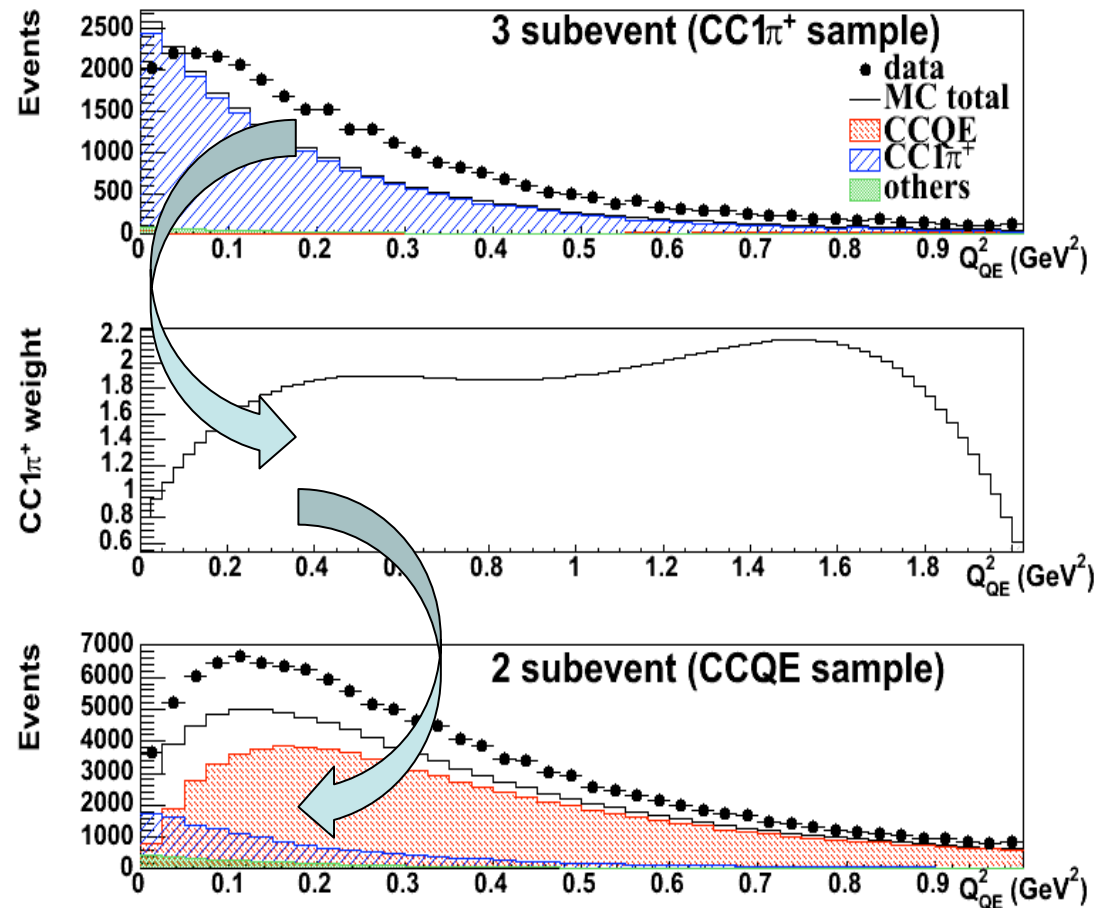 3 subevent (CC1π⁺ sample)
Events
2500
2000
1500
1000
500
0
data
MC total
CCQE
CC1π⁺
others
0 0.1 0.2 0.3 0.4 0.5 0.6 0.7 0.8 0.9
Q²_QE (GeV²)
CC1π⁺ weight
2.2
2
1.8
1.6
1.4
1.2
1
0.8
0.6
0 0.2 0.4 0.8 1 1.2 1.4 1.6 1.8
Q²_QE (GeV²)
2 subevent (CCQE sample)
Events
7000
6000
5000
4000
3000
2000
1000
0
0 0.1 0.2 0.3 0.4 0.5 0.6 0.7 0.8 0.9
Q²_QE (GeV²)